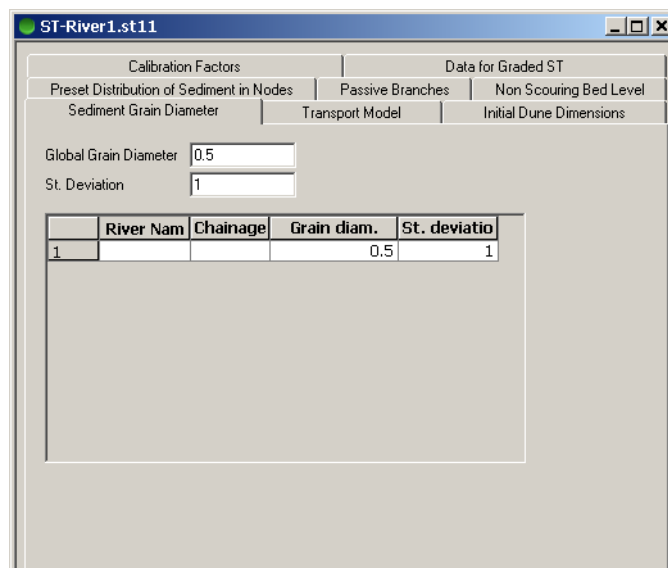 ST-River1.st11
Calibration Factors Data for Graded ST
Preset Distribution of Sediment in Nodes Passive Branches Non Scouring Bed Level
Sediment Grain Diameter Transport Model Initial Dune Dimensions
Global Grain Diameter 0.5
St. Deviation 1
River Nam Chainage Grain diam. St. deviatio
1 0.5 1